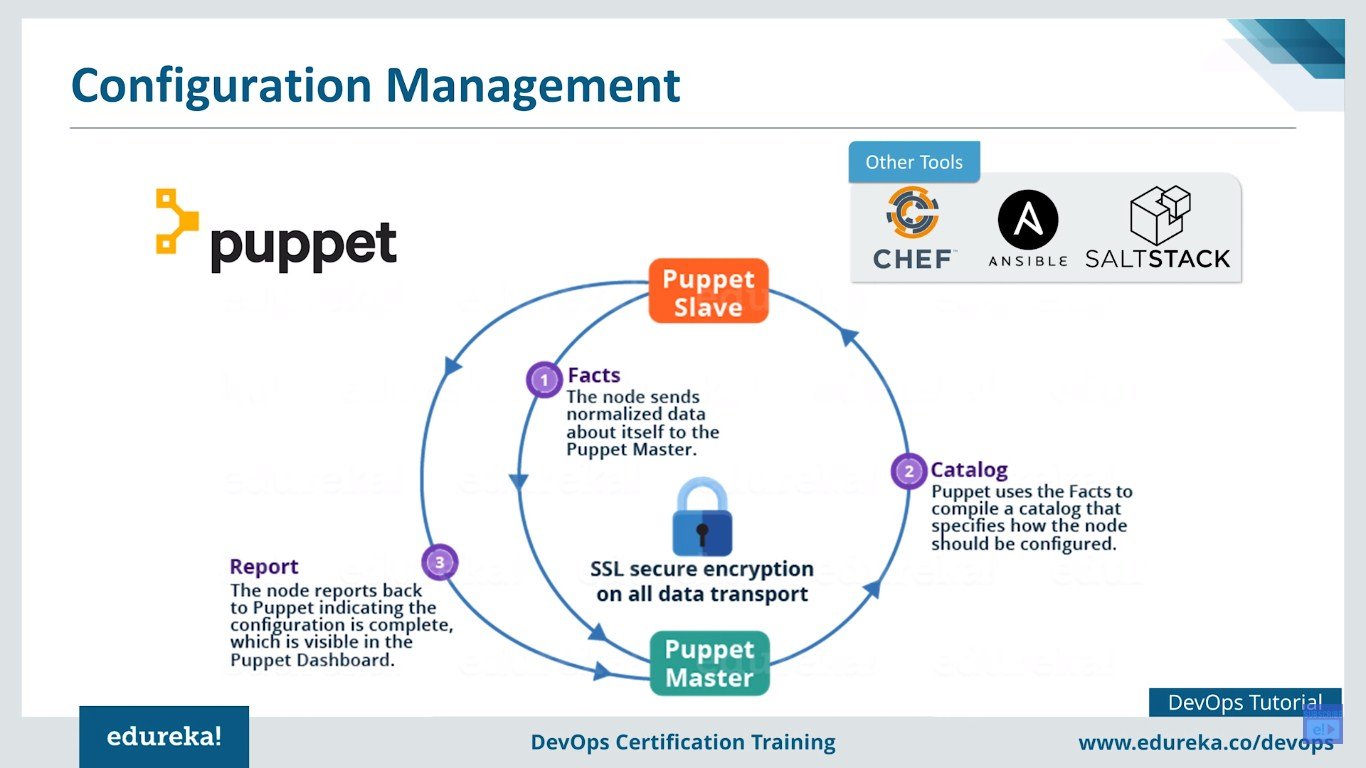 Configuration Management
puppet
Other Tools
CHEF™
ANSIBLE
SALTSTACK
Puppet
Slave
1
Facts
The node sends
normalized data
about itself to the
Puppet Master.
2
Catalog
Puppet uses the Facts to
compile a catalog that
specifies how the node
should be configured.
SSL secure encryption
on all data transport
3
Report
The node reports back
to Puppet indicating the
configuration is complete,
which is visible in the
Puppet Dashboard.
Puppet
Master
DevOps Tutorial
edureka!
DevOps Certification Training
www.edureka.co/devops
e!